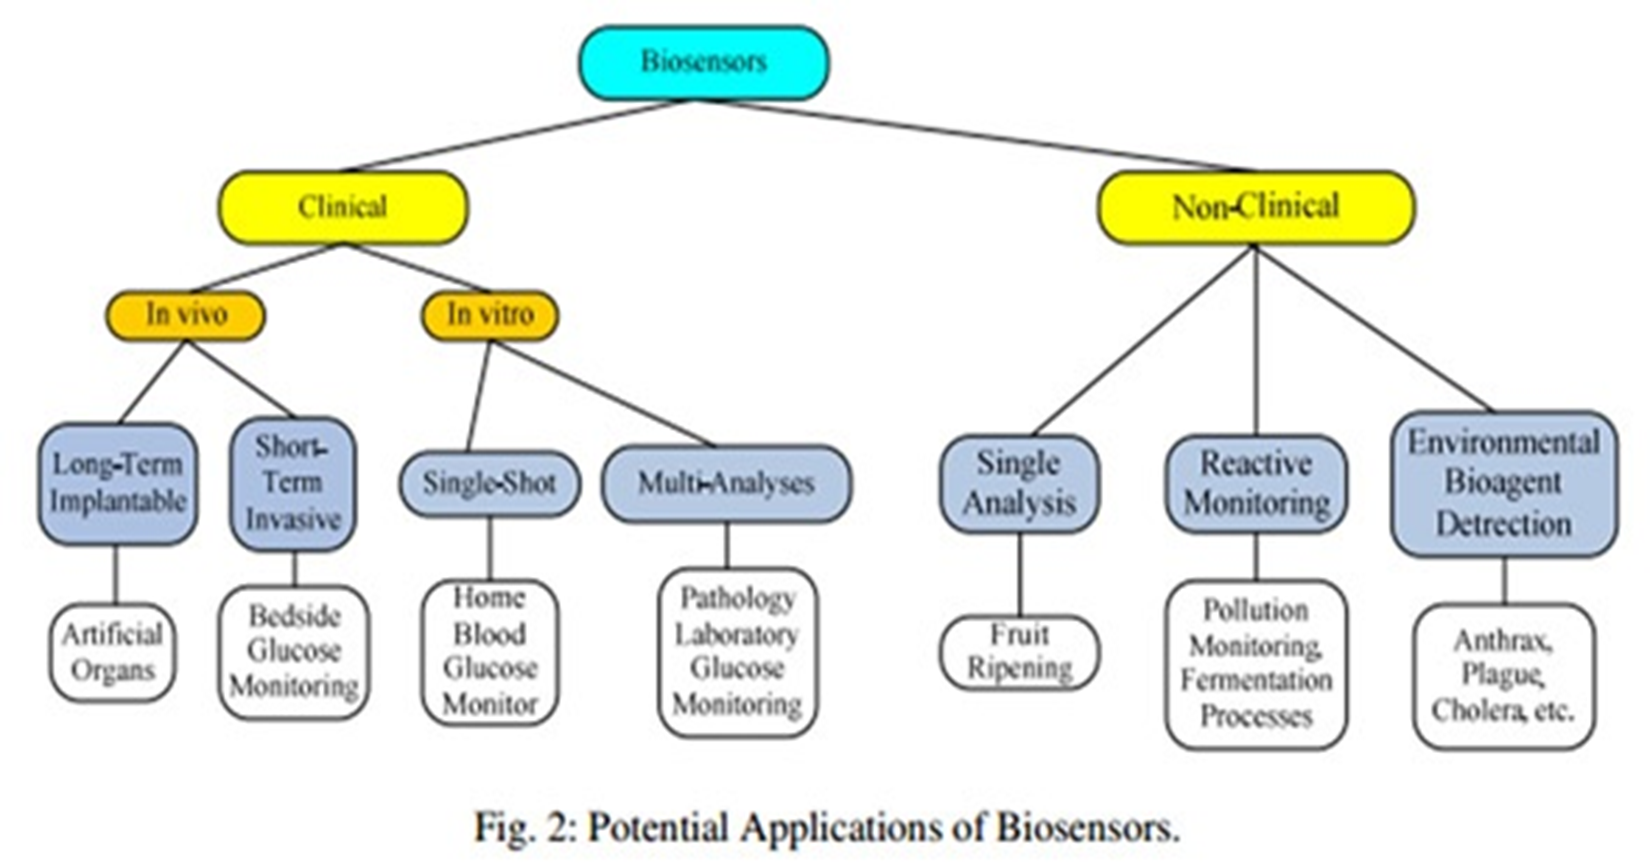 Biosensors
Clinical
Non-Clinical
In vivo
In vitro
Long-Term
Implantable
Short-
Term
Invasive
Single-Shot
Multi-Analyses
Single
Analysis
Reactive
Monitoring
Environmental
Bioagent
Detrection
Artificial
Organs
Bedside
Glucose
Monitoring
Home
Blood
Glucose
Monitor
Pathology
Laboratory
Glucose
Monitoring
Fruit
Ripening
Pollution
Monitoring,
Fermentation
Processes
Anthrax,
Plague,
Cholera, etc.
Fig. 2: Potential Applications of Biosensors.